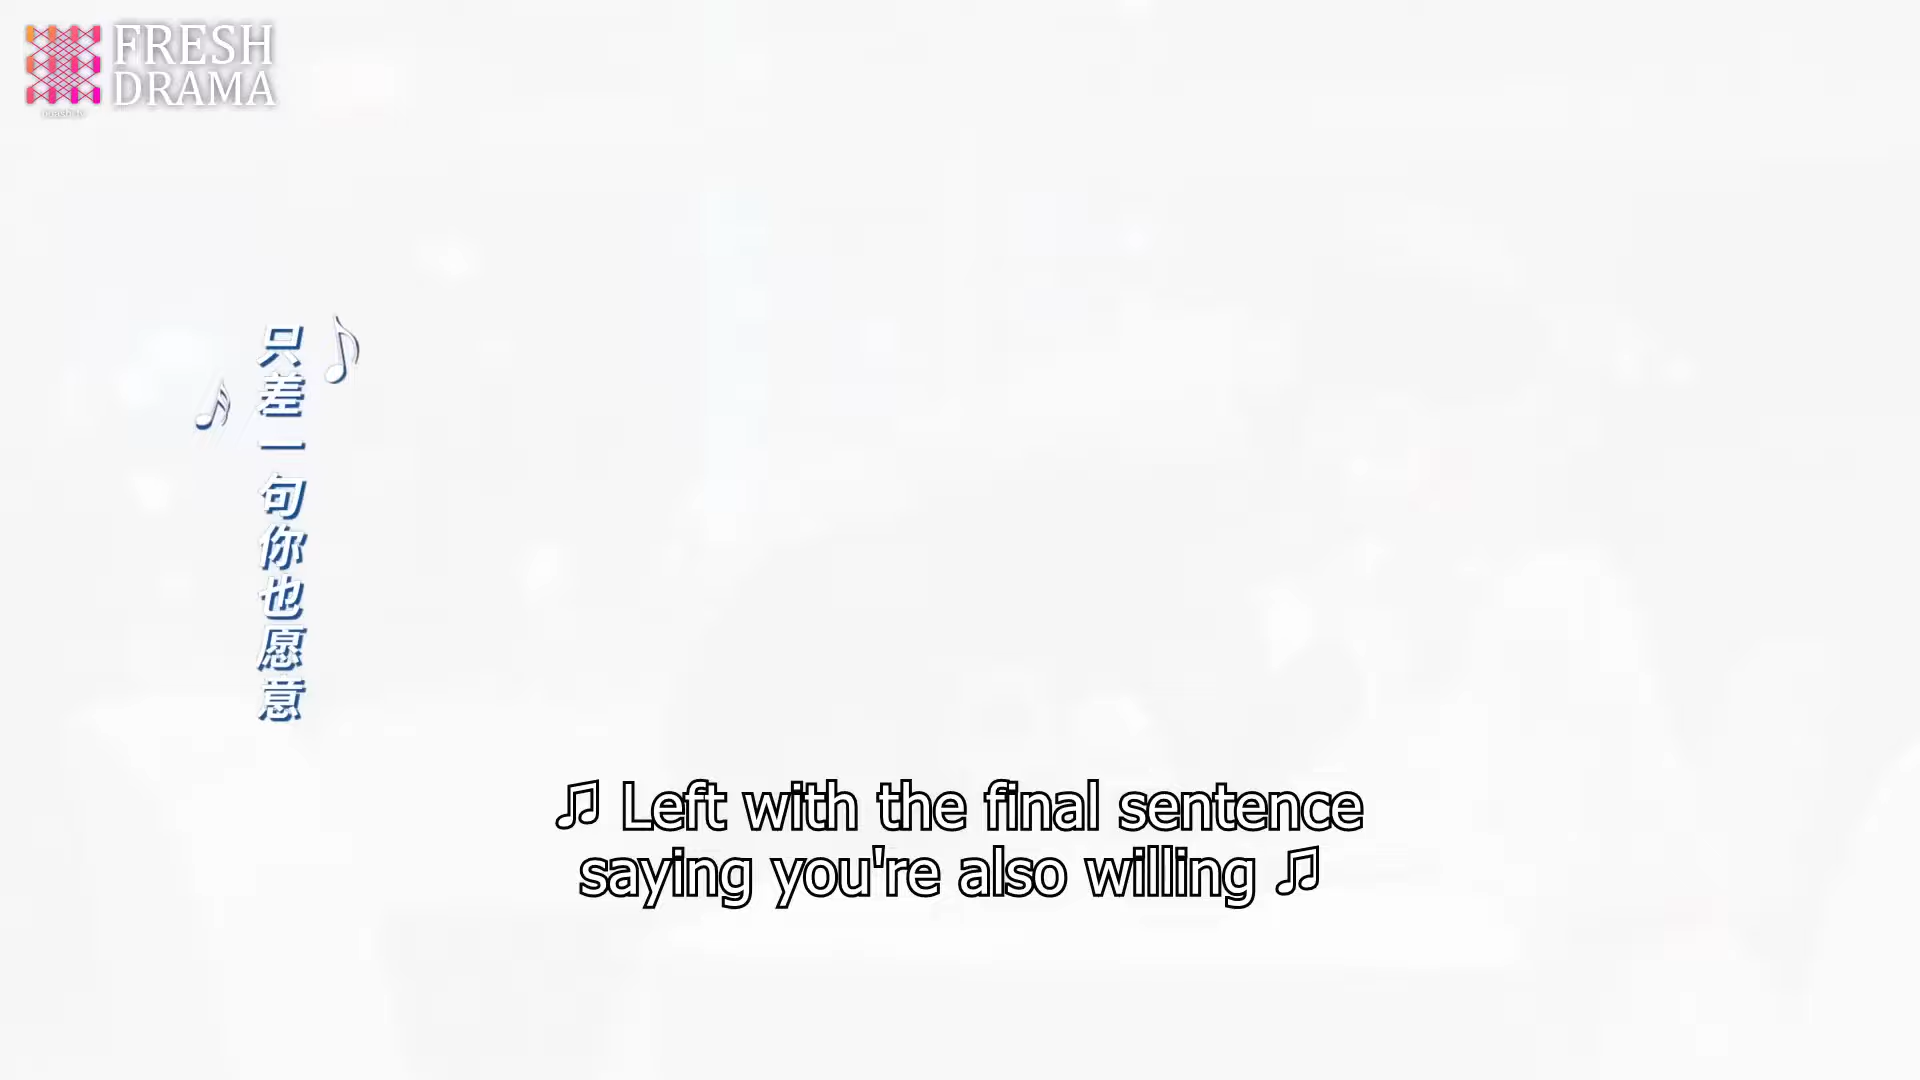 FRESH
DRAMA
只差一句你也愿意
♫ Left with the final sentence
saying you're also willing ♫